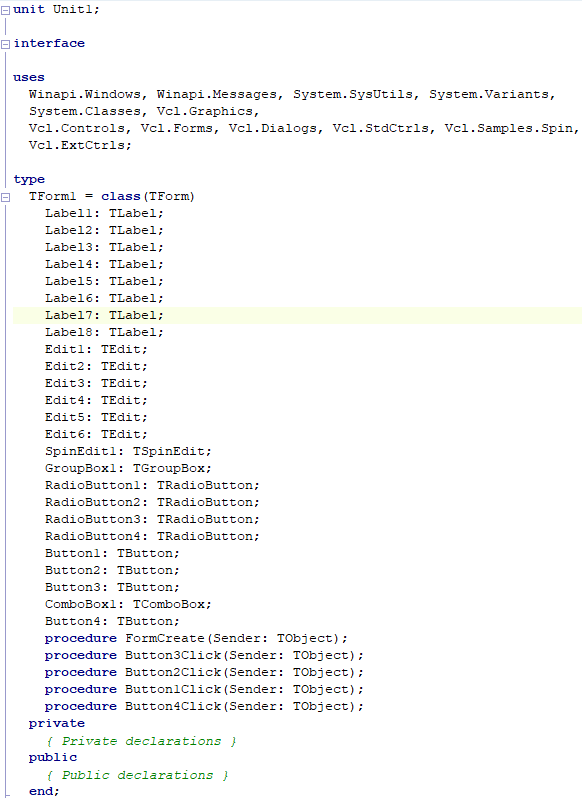 unit Unit1;
interface
uses
Winapi.Windows, Winapi.Messages, System.SysUtils, System.Variants,
System.Classes, Vcl.Graphics,
Vcl.Controls, Vcl.Forms, Vcl.Dialogs, Vcl.StdCtrls, Vcl.Samples.Spin,
Vcl.ExtCtrls;
type
TForm1 = class(TForm)
Label1: TLabel;
Label2: TLabel;
Label3: TLabel;
Label4: TLabel;
Label5: TLabel;
Label6: TLabel;
Label7: TLabel;
Label8: TLabel;
Edit1: TEdit;
Edit2: TEdit;
Edit3: TEdit;
Edit4: TEdit;
Edit5: TEdit;
Edit6: TEdit;
SpinEdit1: TSpinEdit;
GroupBox1: TGroupBox;
RadioButton1: TRadioButton;
RadioButton2: TRadioButton;
RadioButton3: TRadioButton;
RadioButton4: TRadioButton;
Button1: TButton;
Button2: TButton;
Button3: TButton;
ComboBox1: TComboBox;
Button4: TButton;
procedure FormCreate(Sender: TObject);
procedure Button3Click(Sender: TObject);
procedure Button2Click(Sender: TObject);
procedure Button1Click(Sender: TObject);
procedure Button4Click(Sender: TObject);
private
{ Private declarations }
public
{ Public declarations }
end;